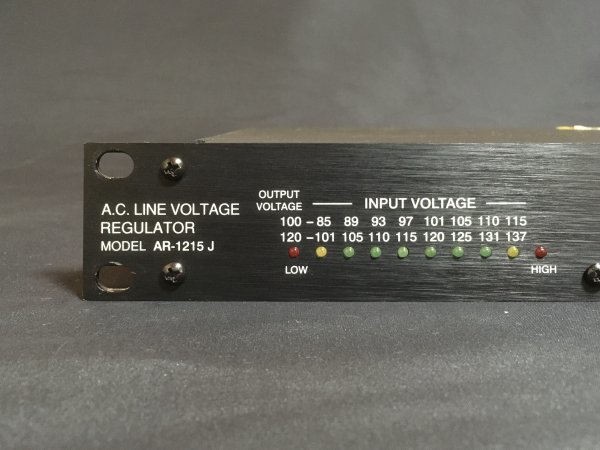 A.C. LINE VOLTAGE
REGULATOR
MODEL AR-1215 J
OUTPUT
VOLTAGE
INPUT VOLTAGE
100 – 85 89 93 97 101 105 110 115
120 – 101 105 110 115 120 125 131 137
LOW
HIGH